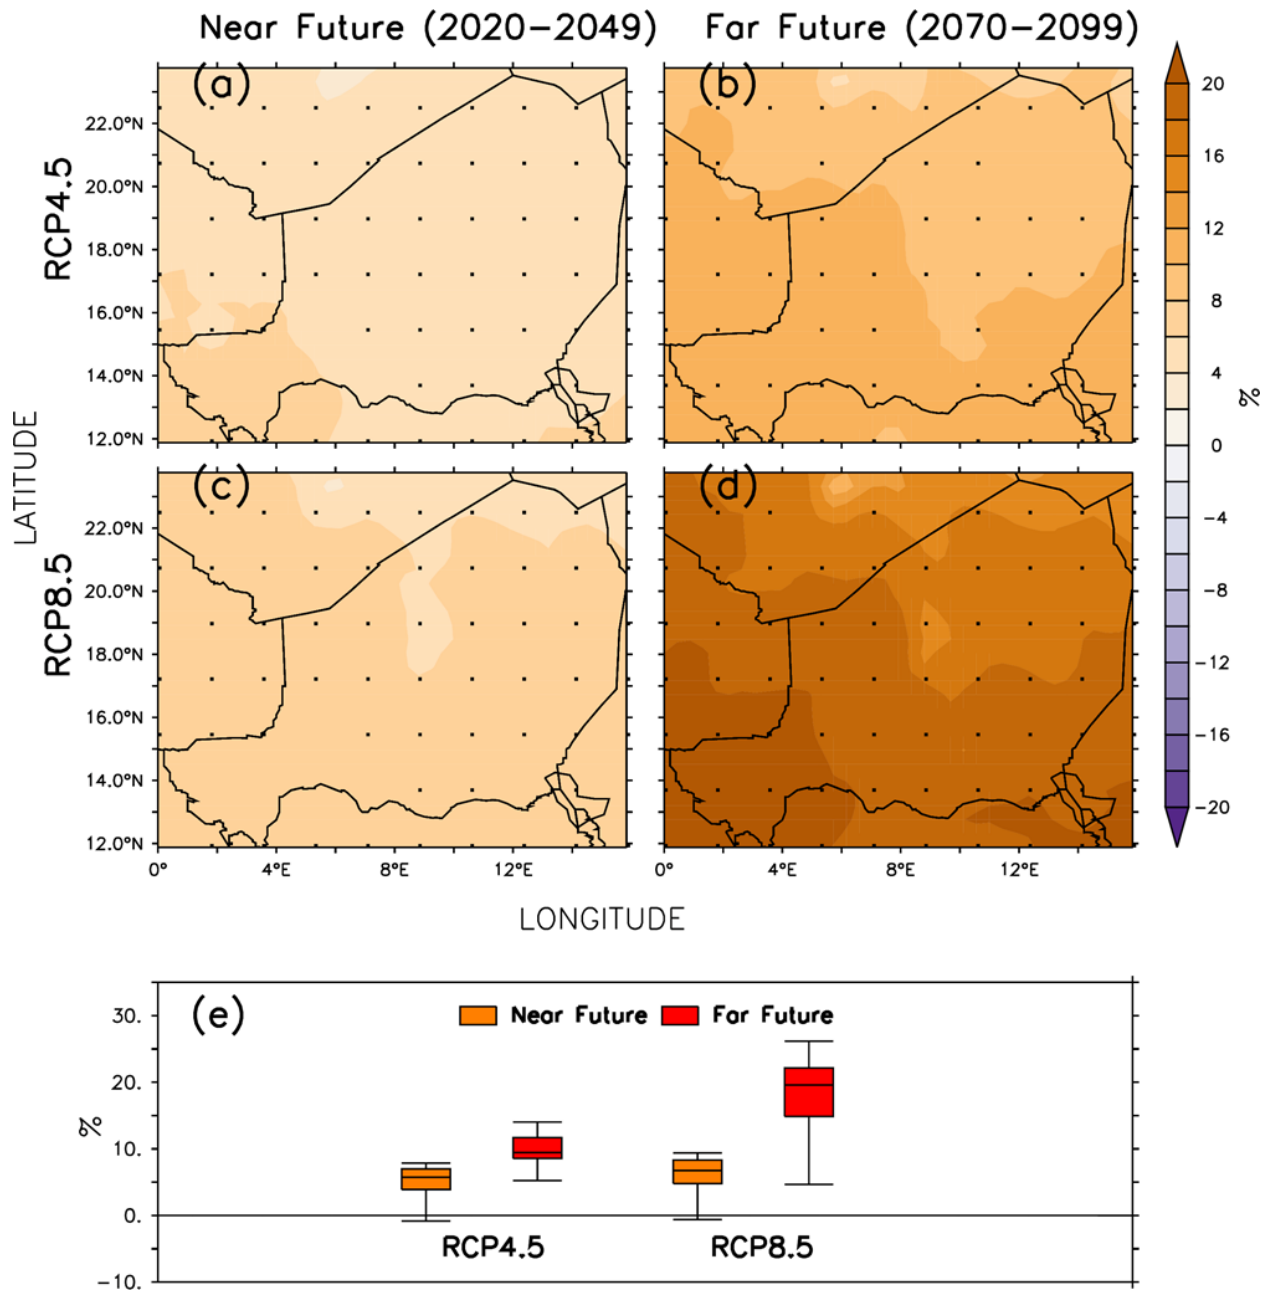 Near Future (2020−2049) Far Future (2070−2099)
(a) (b)
RCP4.5
22.0°N
20.0°N
18.0°N
16.0°N
14.0°N
12.0°N
20
16
12
8
4
0
−4
−8
−12
−16
−20
%
LATITUDE
(c) (d)
RCP8.5
22.0°N
20.0°N
18.0°N
16.0°N
14.0°N
12.0°N
0° 4°E 8°E 12°E 0° 4°E 8°E 12°E
LONGITUDE
(e) Near Future Far Future
30.
20.
10.
0.
−10.
%
RCP4.5 RCP8.5